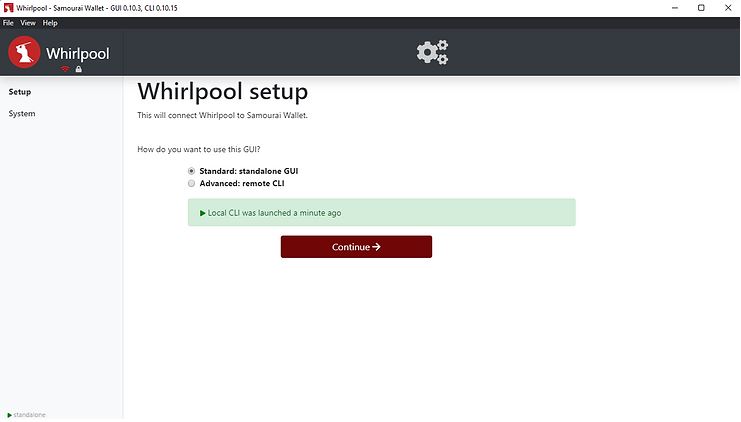 Whirlpool - Samourai Wallet - GUI 0.10.3, CLI 0.10.15
File View Help
Whirlpool
Setup
System
Whirlpool setup
This will connect Whirlpool to Samourai Wallet.
How do you want to use this GUI?
Standard: standalone GUI
Advanced: remote CLI
Local CLI was launched a minute ago
Continue
standalone